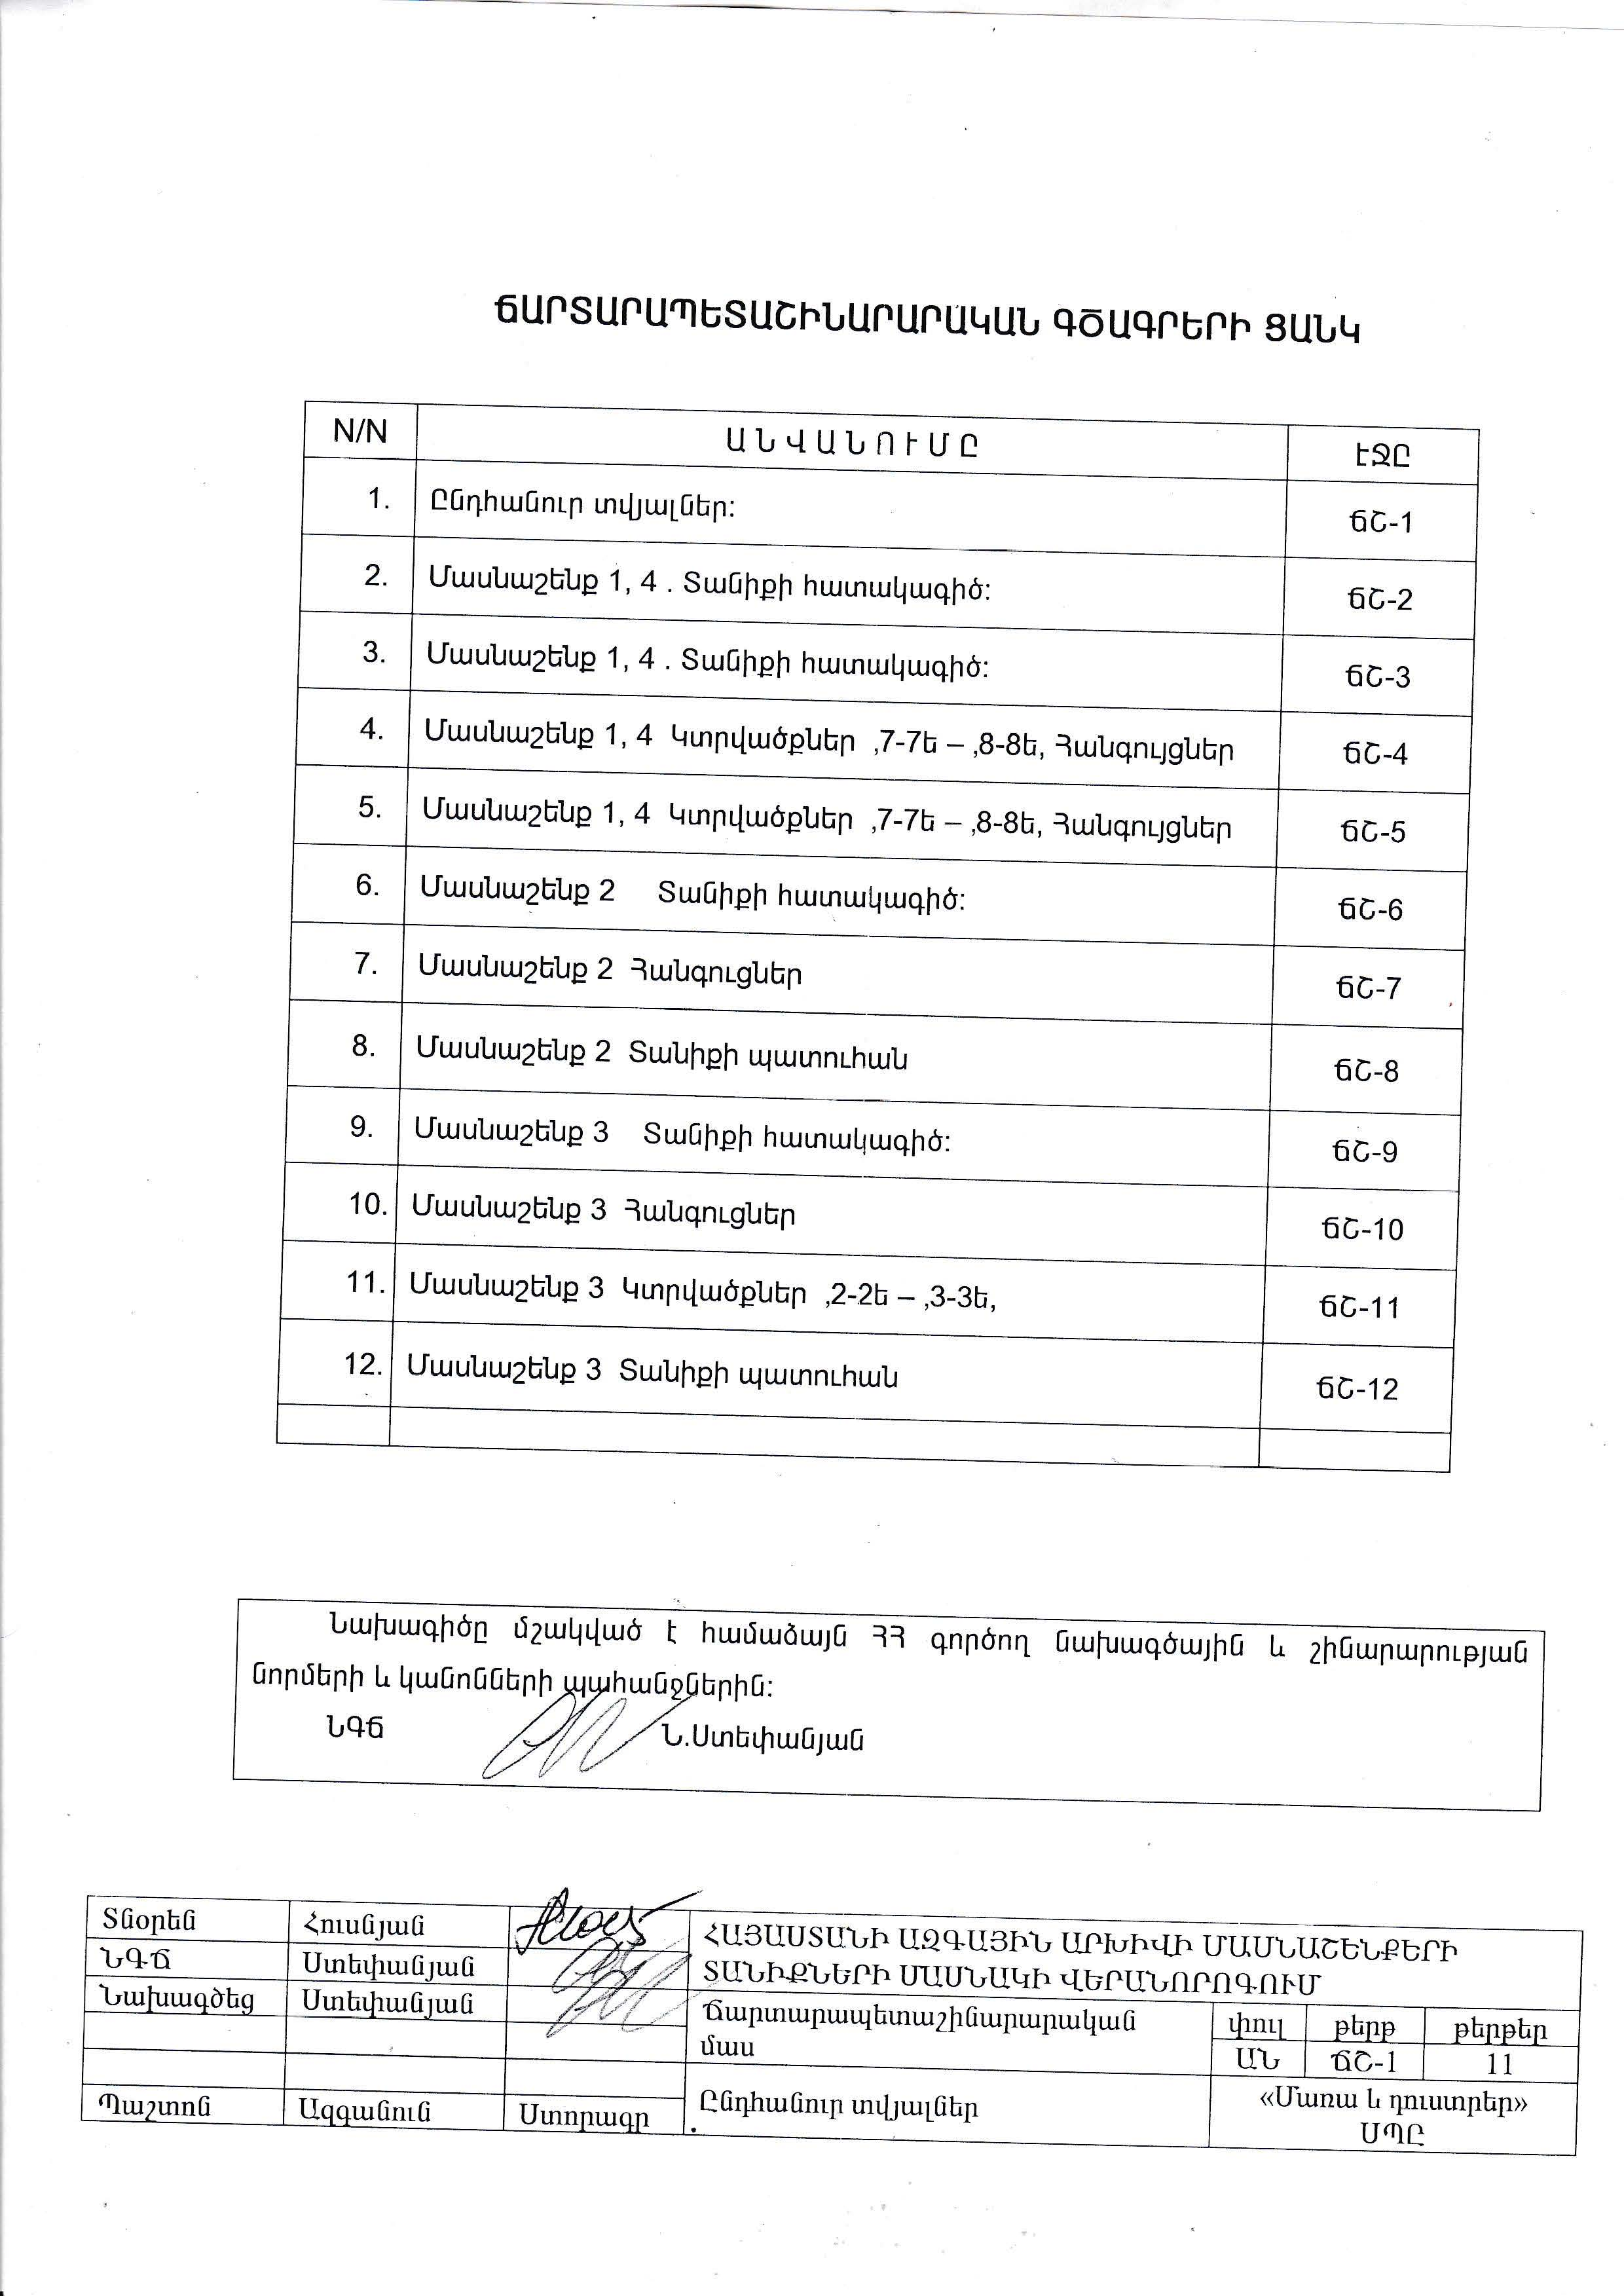 ՃԱՐՏԱՐԱՊԵՏԱՇԻՆԱՐԱՐԱԿԱՆ ԳԾԱԳՐԵՐԻ ՑԱՆԿ
N/N ԱՆՎԱՆՈՒՄԸ ԷՋԸ
1. Ընդհանուր տվյալներ: ՃՇ-1
2. Մասնաշենք 1, 4 . Տանիքի հատակագիծ: ՃՇ-2
3. Մասնաշենք 1, 4 . Տանիքի հատակագիծ: ՃՇ-3
4. Մասնաշենք 1, 4 Կտրվածքներ ,7-7ե – ,8-8ե, Հանգույցներ ՃՇ-4
5. Մասնաշենք 1, 4 Կտրվածքներ ,7-7ե – ,8-8ե, Հանգույցներ ՃՇ-5
6. Մասնաշենք 2 Տանիքի հատակագիծ: ՃՇ-6
7. Մասնաշենք 2 Հանգուցներ ՃՇ-7
8. Մասնաշենք 2 Տանիքի պատուհան ՃՇ-8
9. Մասնաշենք 3 Տանիքի հատակագիծ: ՃՇ-9
10. Մասնաշենք 3 Հանգուցներ ՃՇ-10
11. Մասնաշենք 3 Կտրվածքներ ,2-2ե – ,3-3ե, ՃՇ-11
12. Մասնաշենք 3 Տանիքի պատուհան ՃՇ-12
Նախագիծը մշակված է համաձայն ՀՀ գործող նախագծային և շինարարության
նորմերի և կանոնների պահանջներին:
ՆԳՃ Ն.Ստեփանյան
Տնօրեն Հունանյան ՀԱՅԱՍՏԱՆԻ ԱԶԳԱՅԻՆ ԱՐԽԻՎԻ ՄԱՍՆԱՇԵՆՔԵՐԻ
ՆԳՃ Ստեփանյան ՏԱՆԻՔՆԵՐԻ ՄԱՍՆԱԿԻ ՎԵՐԱՆՈՐՈԳՈՒՄ
Նախագծեց Ստեփանյան Ճարտարապետաշինարարական փուլ թերթ թերթեր
մաս ԱՆ ՃՇ-1 11
Պաշտոն Ազգանուն Ստորագր Ընդհանուր տվյալներ «Մառա և դուստրեր»
ՍՊԸ